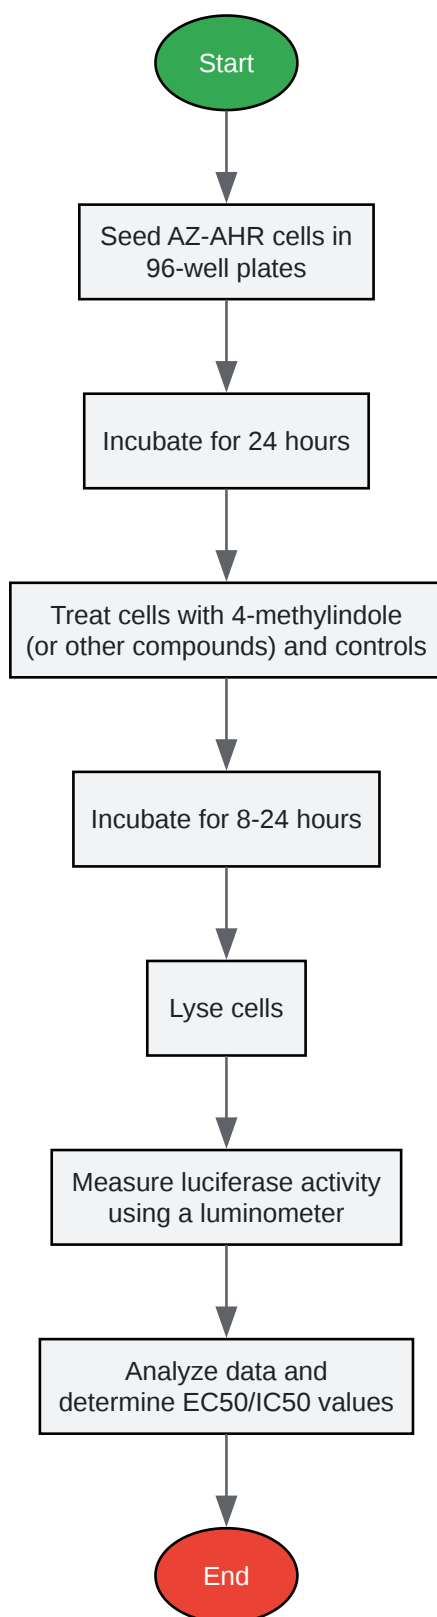 Start
Seed AZ-AHR cells in
96-well plates
Incubate for 24 hours
Treat cells with 4-methylindole
(or other compounds) and controls
Incubate for 8-24 hours
Lyse cells
Measure luciferase activity
using a luminometer
Analyze data and
determine EC50/IC50 values
End